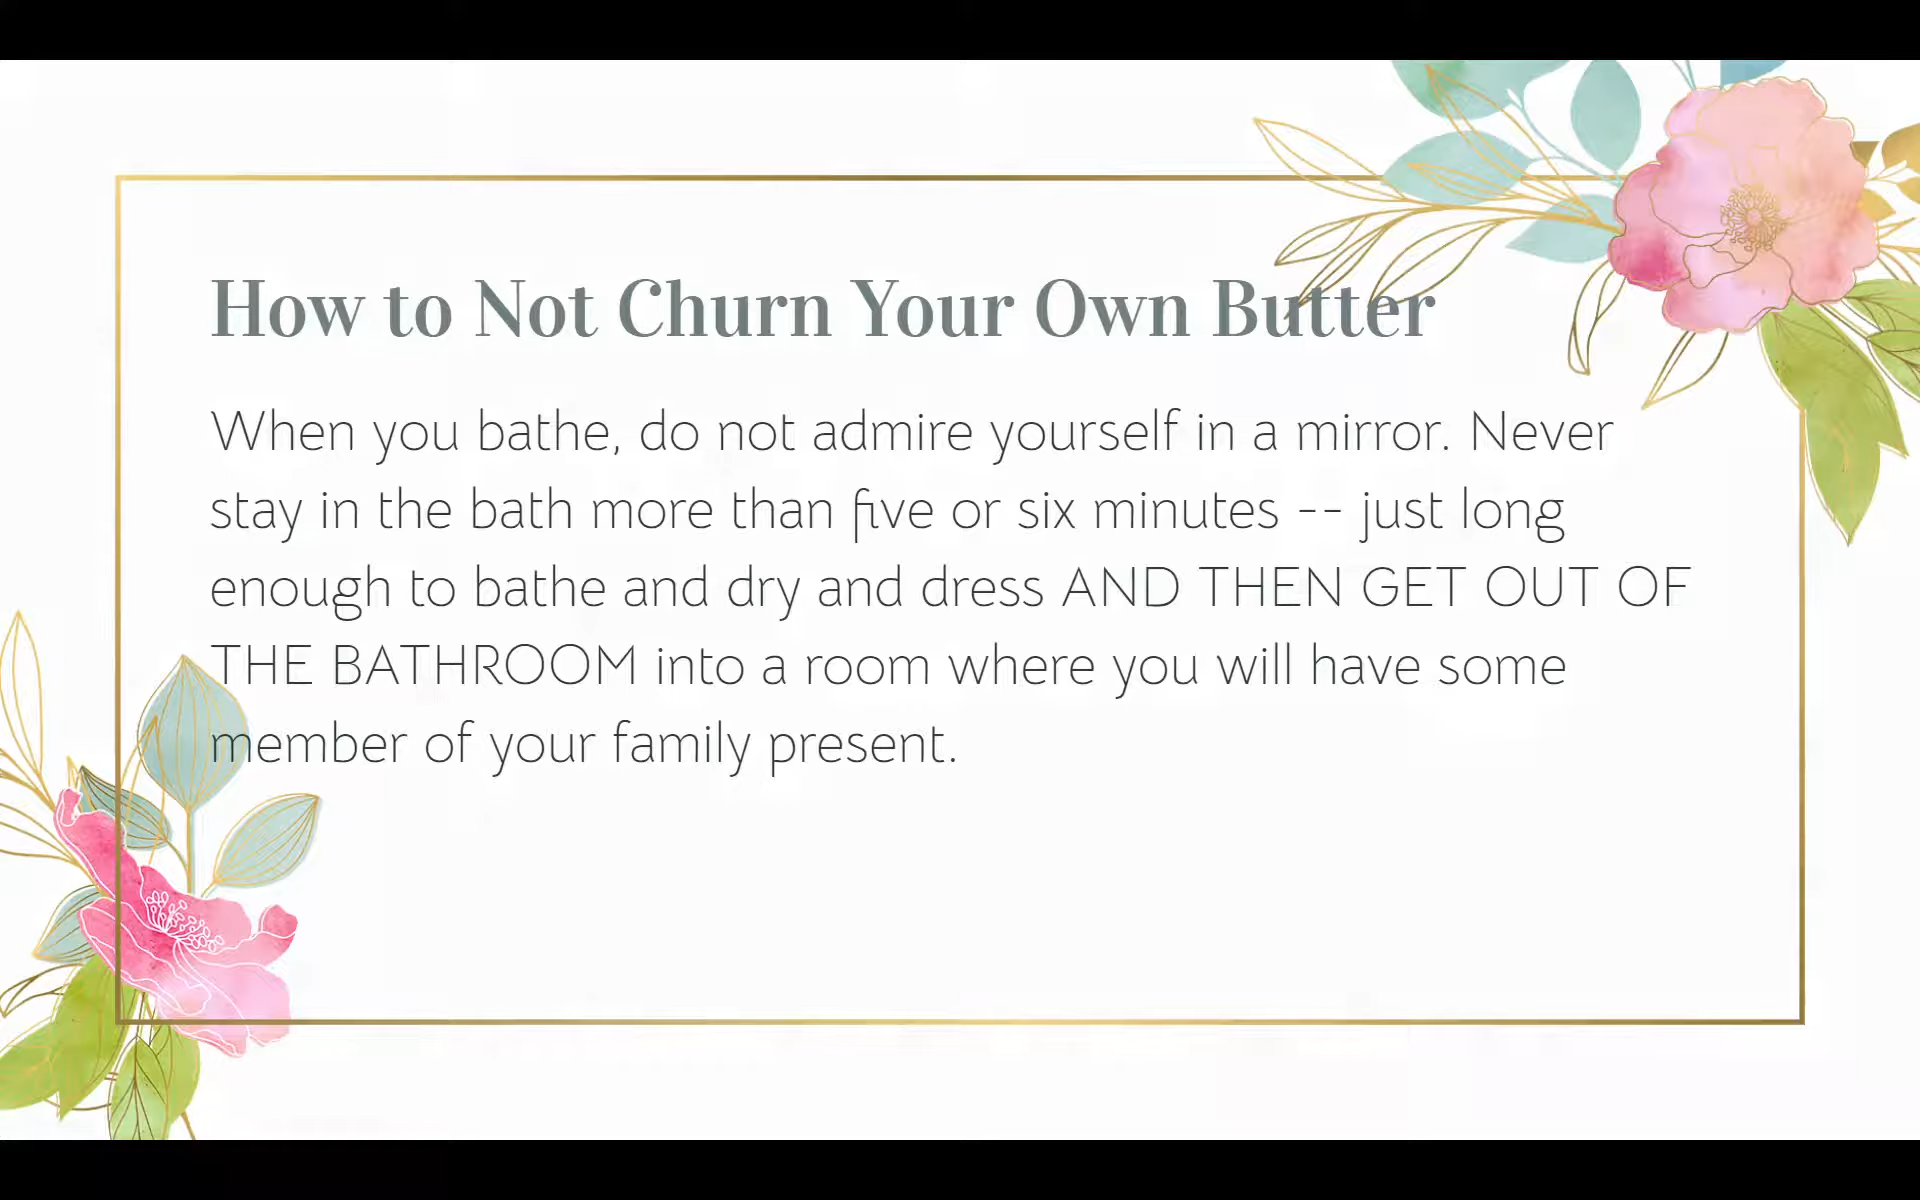 How to Not Churn Your Own Butter
When you bathe, do not admire yourself in a mirror. Never
stay in the bath more than five or six minutes -- just long
enough to bathe and dry and dress AND THEN GET OUT OF
THE BATHROOM into a room where you will have some
member of your family present.